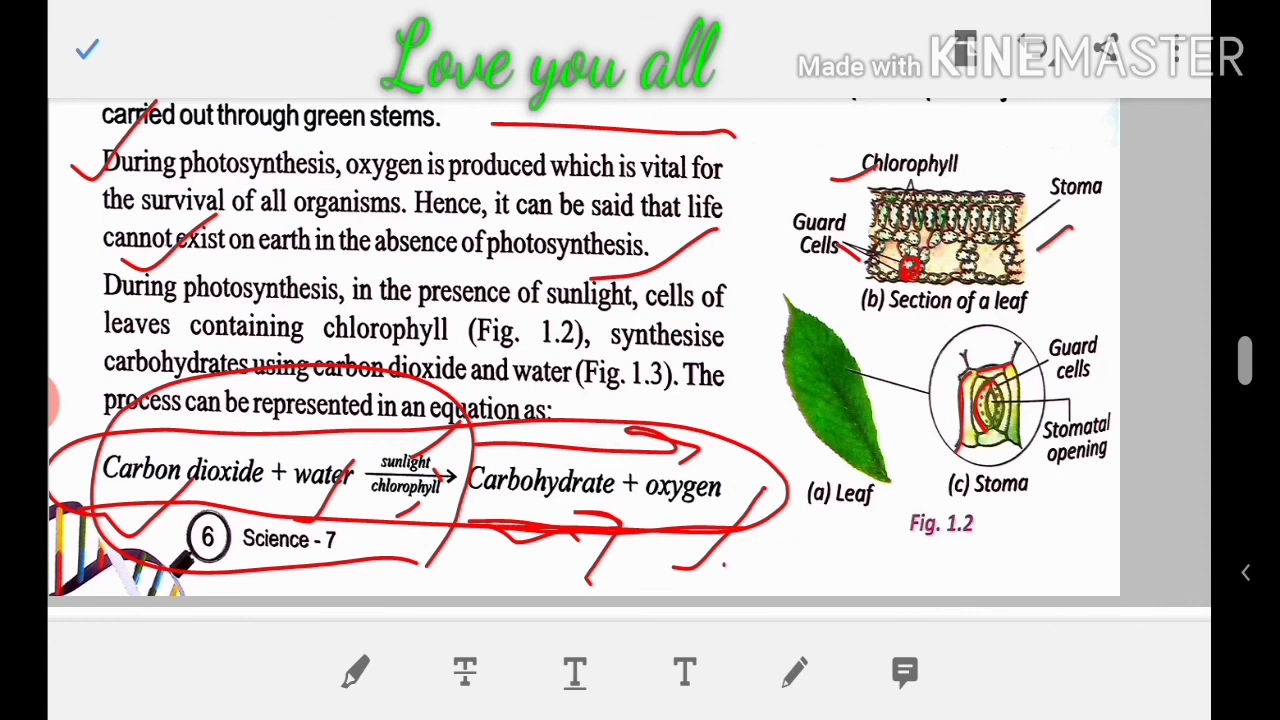 Love you all
Made with KINEMASTER
carried out through green stems.
During photosynthesis, oxygen is produced which is vital for
the survival of all organisms. Hence, it can be said that life
cannot exist on earth in the absence of photosynthesis.
During photosynthesis, in the presence of sunlight, cells of
leaves containing chlorophyll (Fig. 1.2), synthesise
carbohydrates using carbon dioxide and water (Fig. 1.3). The
process can be represented in an equation as:
Carbon dioxide + water sunlight chlorophyll → Carbohydrate + oxygen
6 Science - 7
Chlorophyll
Stoma
Guard
Cells
(b) Section of a leaf
Guard
cells
Stomatal
opening
(a) Leaf
(c) Stoma
Fig. 1.2
T
T
T